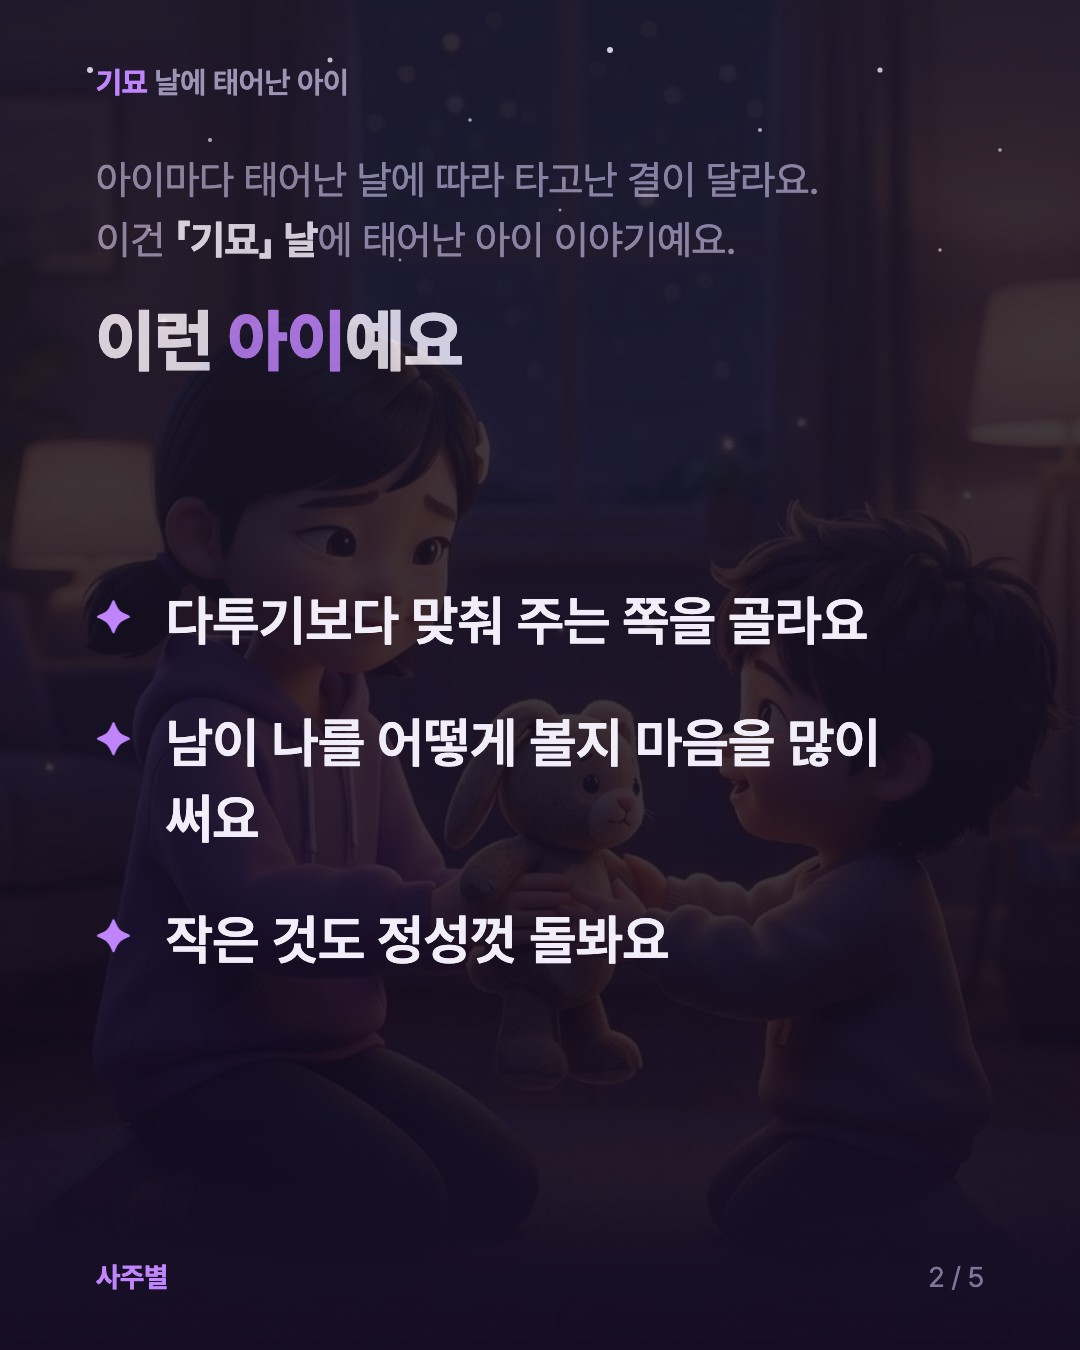 기묘 날에 태어난 아이
아이마다 태어난 날에 따라 타고난 결이 달라요.
이건 「기묘」 날에 태어난 아이 이야기예요.
이런 아이예요
다투기보다 맞춰 주는 쪽을 골라요
남이 나를 어떻게 볼지 마음을 많이
써요
작은 것도 정성껏 돌봐요
사주별
2 / 5